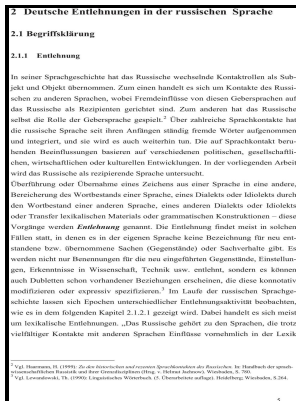 2 Deutsche Entlehnungen in der russischen Sprache
2.1 Begriffsklärung
2.1.1 Entlehnung
In seiner Sprachgeschichte hat das Russische wechselnde Kontaktrollen als Sub-
jekt und Objekt übernommen. Zum einen handelt es sich um Kontakte des Russi-
schen zu anderen Sprachen, wobei Fremdeinflüsse von diesen Gebersprachen auf
das Russische als Rezipienten gerichtet sind. Zum anderen hat das Russische
selbst die Rolle der Gebersprache gespielt.² Über zahlreiche Sprachkontakte hat
die russische Sprache seit ihren Anfängen ständig fremde Wörter aufgenommen
und integriert, und sie wird es auch weiterhin tun. Die auf Sprachkontakt beru-
henden Beeinflussungen basieren auf verschiedenen politischen, gesellschaftli-
chen, wirtschaftlichen oder kulturellen Entwicklungen. In der vorliegenden Arbeit
wird das Russische als rezipierende Sprache untersucht.
Überführung oder Übernahme eines Zeichens aus einer Sprache in eine andere,
Bereicherung des Wortbestands einer Sprache, eines Dialekts oder Idiolekts durch
den Wortbestand einer anderen Sprache, eines anderen Dialekts oder Idiolekts
oder Transfer lexikalischen Materials oder grammatischen Konstruktionen – diese
Vorgänge werden Entlehnung genannt. Die Entlehnung findet meist in solchen
Fällen statt, in denen es in der eigenen Sprache keine Bezeichnung für neu ent-
standene bzw. übernommene Sachen (Gegenstände) oder Sachverhalte gibt. Es
werden nicht nur Benennungen für die neu eingeführten Gegenstände, Einstellun-
gen, Erkenntnisse in Wissenschaft, Technik usw. entlehnt, sondern es können
auch Dubletten schon vorhandener Beziehungen erscheinen, die diese konnotativ
modifizieren oder expressiv spezifizieren.³ Im Laufe der russischen Sprachge-
schichte lassen sich Epochen unterschiedlicher Entlehnungsaktivität beobachten,
wie es in dem folgenden Kapitel 2.1.2.1 gezeigt wird. Dabei handelt es sich meist
um lexikalische Entlehnungen. „Das Russische gehört zu den Sprachen, die trotz
vielfältiger Kontakte mit anderen Sprachen Einflüsse vornehmlich in der Lexik
² Vgl. Hannemann, H. (1999): Zu den historischen und rezenten Sprachkontakten des Russischen. In: Handbuch der sprach-
wissenschaftlichen Russistik und ihrer Grenzdisziplinen (Hrsg. v. Helmut Jachnow). Wiesbaden, S. 780.
³ Vgl. Lewandowski, Th. (1990): Linguistisches Wörterbuch. (5. Überarbeitete auflage). Heidelberg, Wiesbaden, S.264.
5